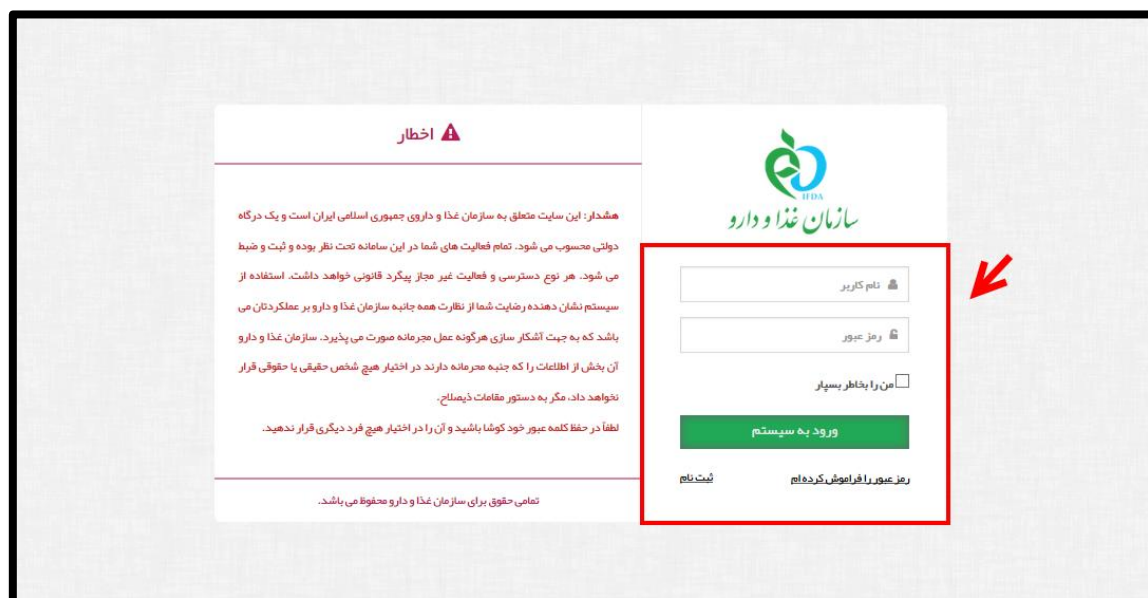 IFDA
سازمان غذا و دارو
نام کاربر
رمز عبور
من را بخاطر بسپار
ورود به سیستم
رمز عبور را فراموش کرده ام
ثبت نام
اخطار
هشدار: این سایت متعلق به سازمان غذا و داروی جمهوری اسلامی ایران است و یک درگاه
دولتی محسوب می شود. تمام فعالیت های شما در این سامانه تحت نظر بوده و ثبت و ضبط
می شود. هر نوع دسترسی و فعالیت غیر مجاز پیگرد قانونی خواهد داشت. استفاده از
سیستم نشان دهنده رضایت شما از نظارت همه جانبه سازمان غذا و دارو بر عملکردتان می
باشد که به جهت آشکار سازی هرگونه عمل مجرمانه صورت می پذیرد. سازمان غذا و دارو
آن بخش از اطلاعات را که جنبه محرمانه دارند در اختیار هیچ شخص حقیقی یا حقوقی قرار
نخواهد داد، مگر به دستور مقامات ذیصلاح.
لطفاً در حفظ کلمه عبور خود کوشا باشید و آن را در اختیار هیچ فرد دیگری قرار ندهید.
تمامی حقوق برای سازمان غذا و دارو محفوظ می باشد.